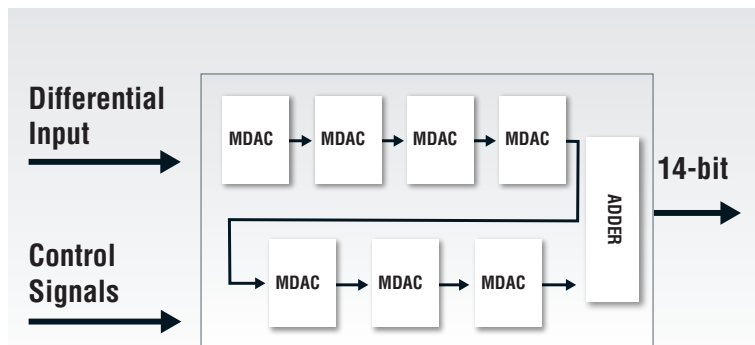 Differential
Input
MDAC MDAC MDAC MDAC
ADDER
14-bit
Control
Signals
MDAC MDAC MDAC